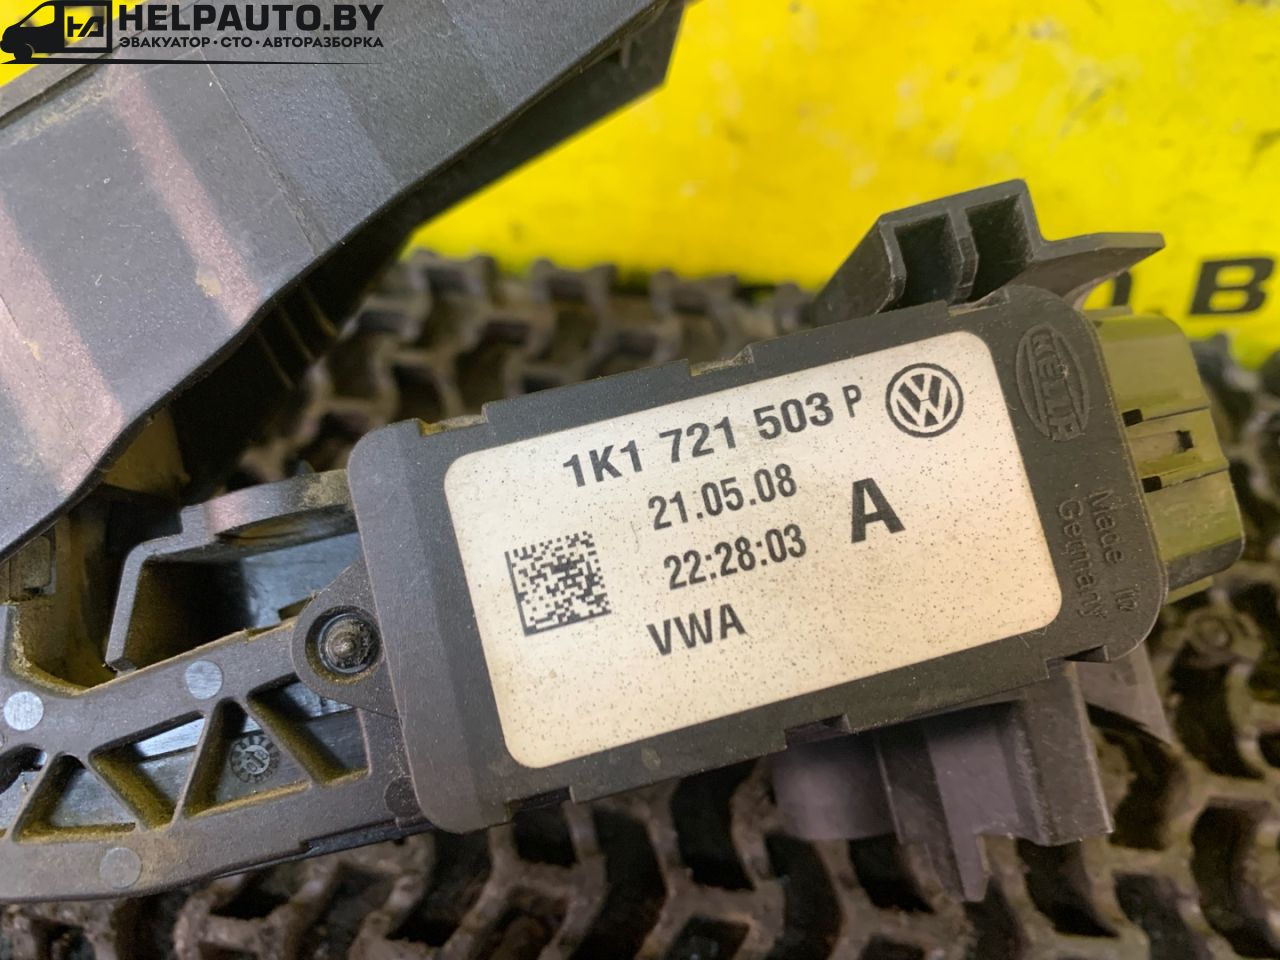 HELPAUTO.BY
ЭВАКУАТОР • СТО • АВТОРАЗБОРКА
1K1 721 503 P
21.05.08
22:28:03
A
VWA
HELLA
Made in
Germany
.B